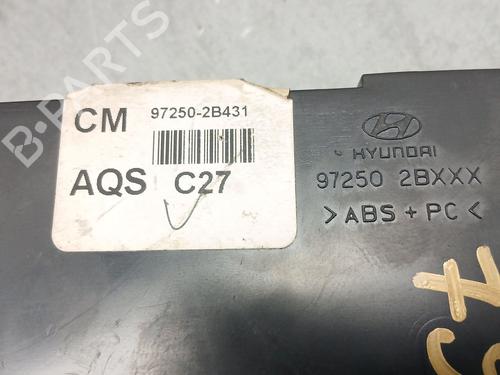 CM 97250-2B431
AQS C27
HYUNDAI
97250 2BXXX
>ABS+PC<
B-PARTS